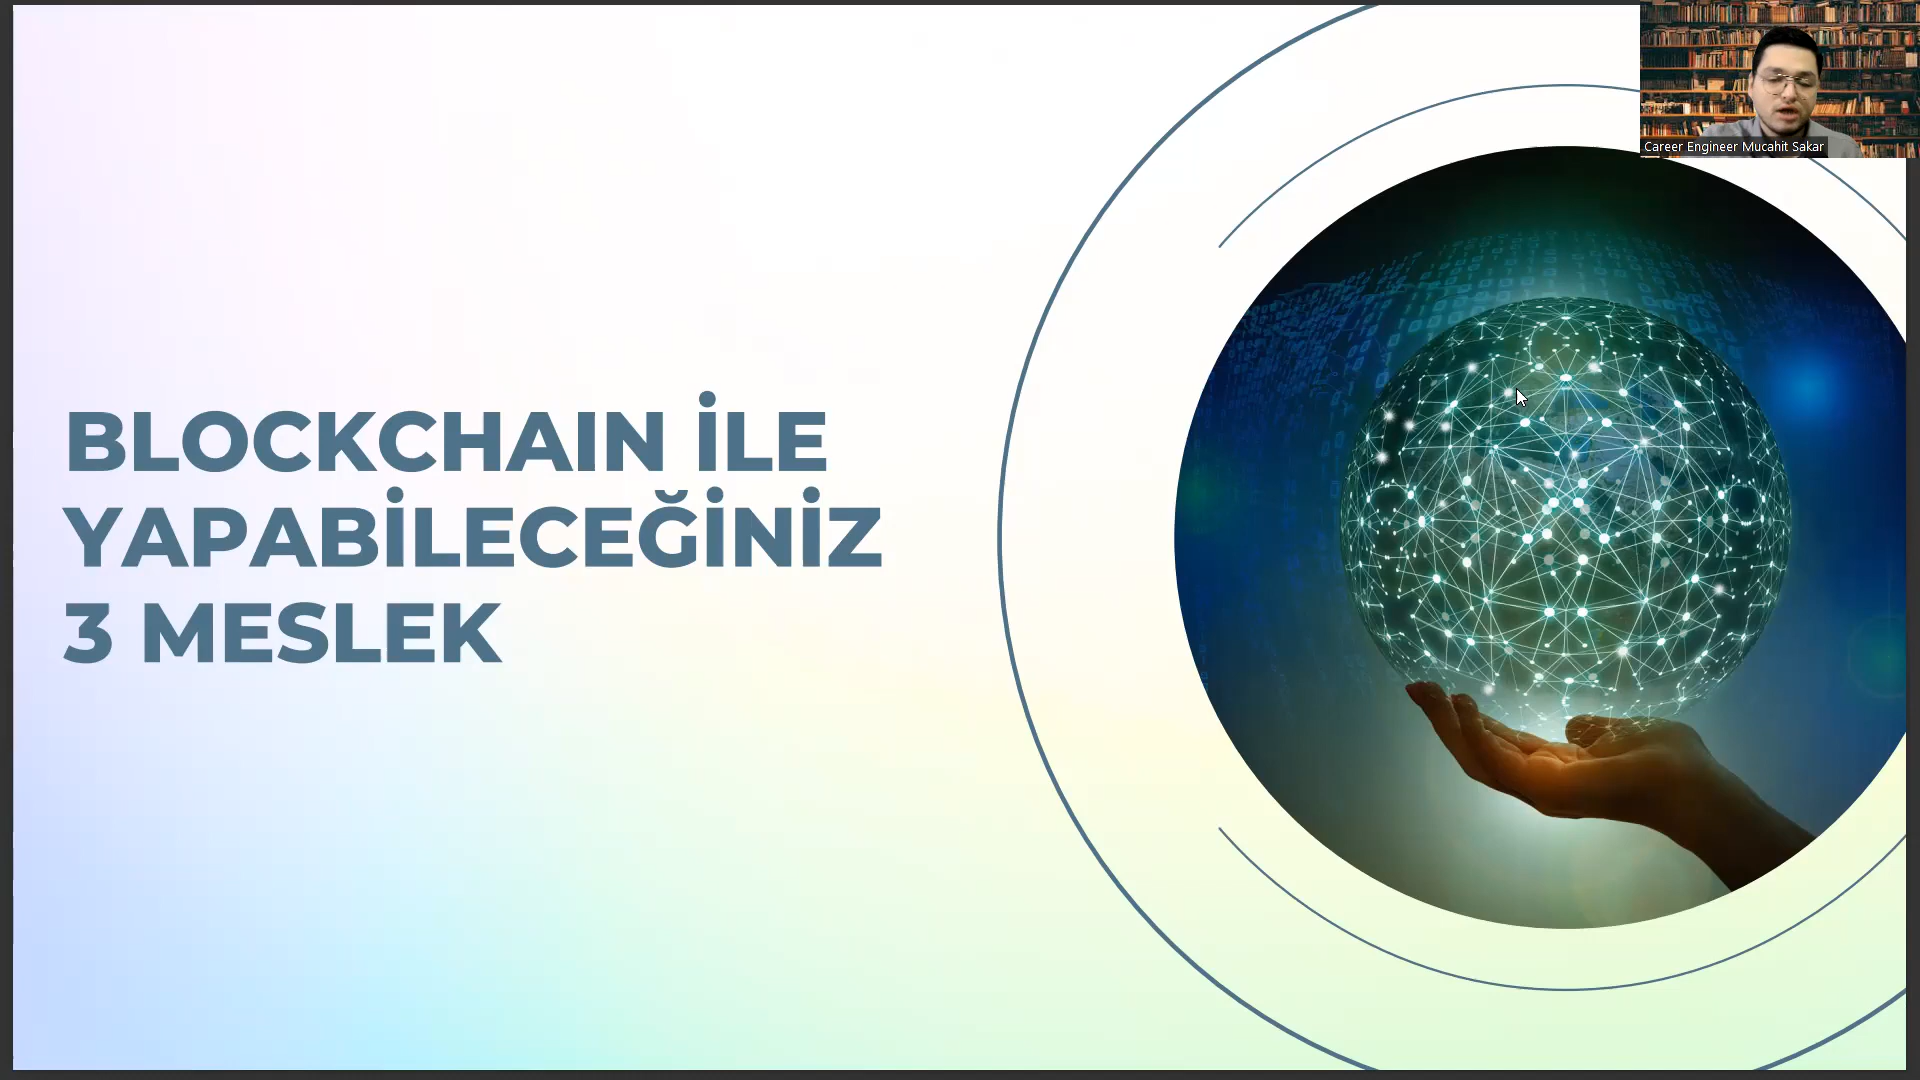 Career Engineer Mucahit Sakar
BLOCKCHAIN İLE
YAPABİLECEĞİNİZ
3 MESLEK